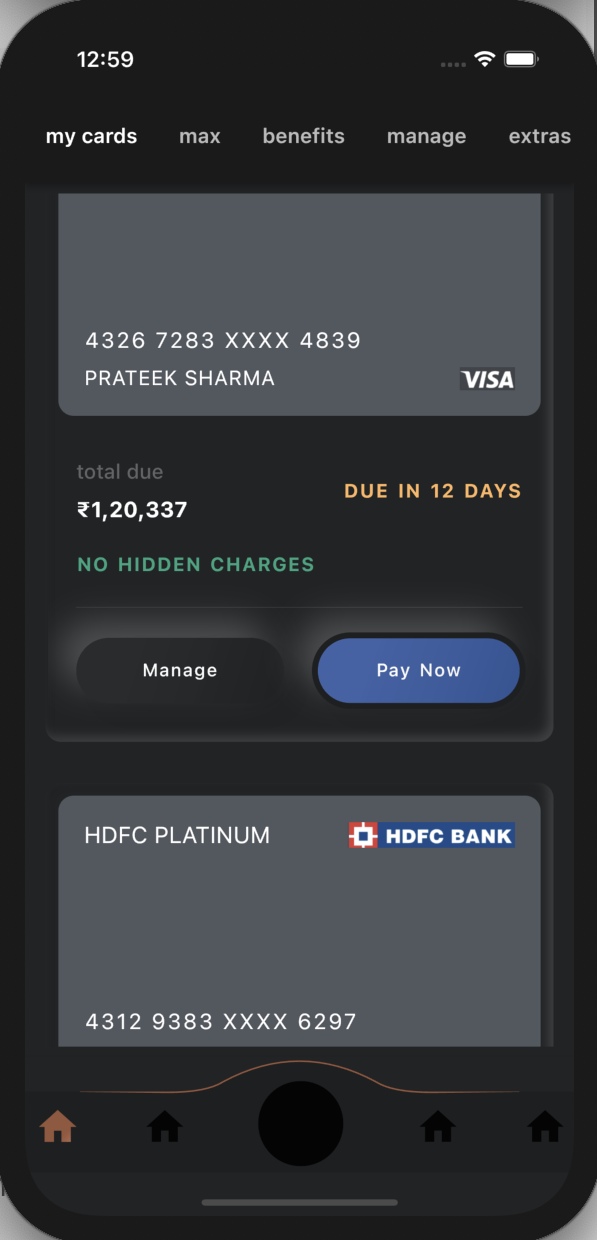 12:59
my cards max benefits manage extras
4326 7283 XXXX 4839
PRATEEK SHARMA VISA
total due
DUE IN 12 DAYS
₹1,20,337
NO HIDDEN CHARGES
Manage Pay Now
HDFC PLATINUM HDFC BANK
4312 9383 XXXX 6297